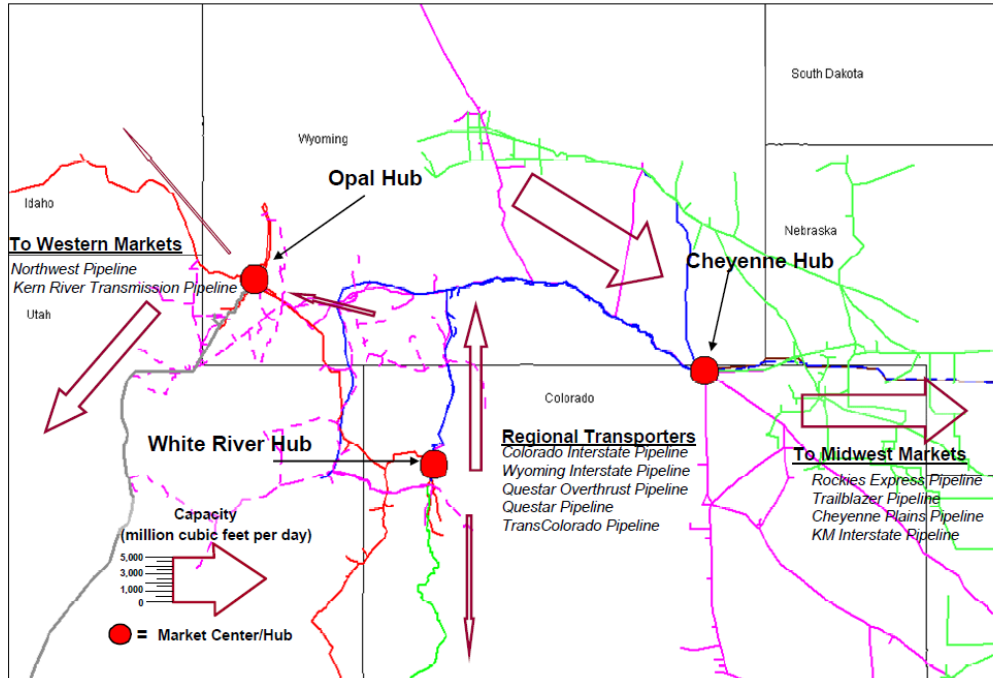 South Dakota
Wyoming
Opal Hub
Idaho
To Western Markets
Northwest Pipeline
Kern River Transmission Pipeline
Utah
Nebraska
Cheyenne Hub
Colorado
White River Hub
Regional Transporters
Colorado Interstate Pipeline
Wyoming Interstate Pipeline
Questar Overthrust Pipeline
Questar Pipeline
TransColorado Pipeline
To Midwest Markets
Rockies Express Pipeline
Trailblazer Pipeline
Cheyenne Plains Pipeline
KM Interstate Pipeline
Capacity
(million cubic feet per day)
5,000
3,000
1,000
0
= Market Center/Hub